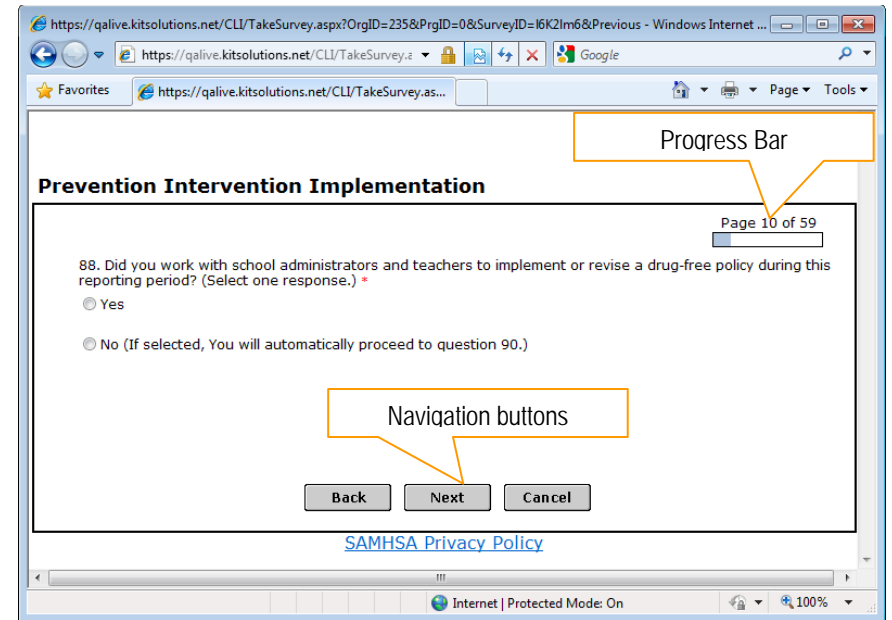 https://qalive.kitsolutions.net/CLI/TakeSurvey.aspx?OrgID=235&PrgID=0&SurveyID=I6K2Im6&Previous - Windows Internet ...
https://qalive.kitsolutions.net/CLI/TakeSurvey.a
Google
Favorites
https://qalive.kitsolutions.net/CLI/TakeSurvey.as...
Page
Tools
Progress Bar
Prevention Intervention Implementation
Page 10 of 59
88. Did you work with school administrators and teachers to implement or revise a drug-free policy during this
reporting period? (Select one response.) *
Yes
No (If selected, You will automatically proceed to question 90.)
Navigation buttons
Back Next Cancel
SAMHSA Privacy Policy
Internet | Protected Mode: On
100%